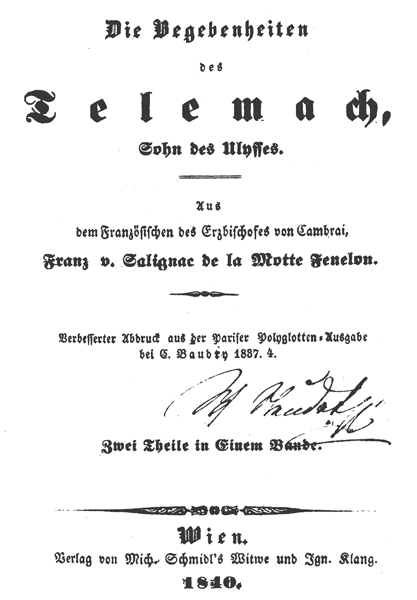 Die Begebenheiten
des
Telemach,
Sohn des Ulysses.
Aus
dem Französischen des Erzbischofes von Cambrai,
Franz v. Salignac de la Motte Fenelon.
Verbesserter Abdruck aus der Pariser Polyglotten-Ausgabe
bei C. Baudry 1837. 4.
Zwei Theile in Einem Bande.
Wien.
Verlag von Mich. Schmidl's Witwe und Ign. Klang.
1840.